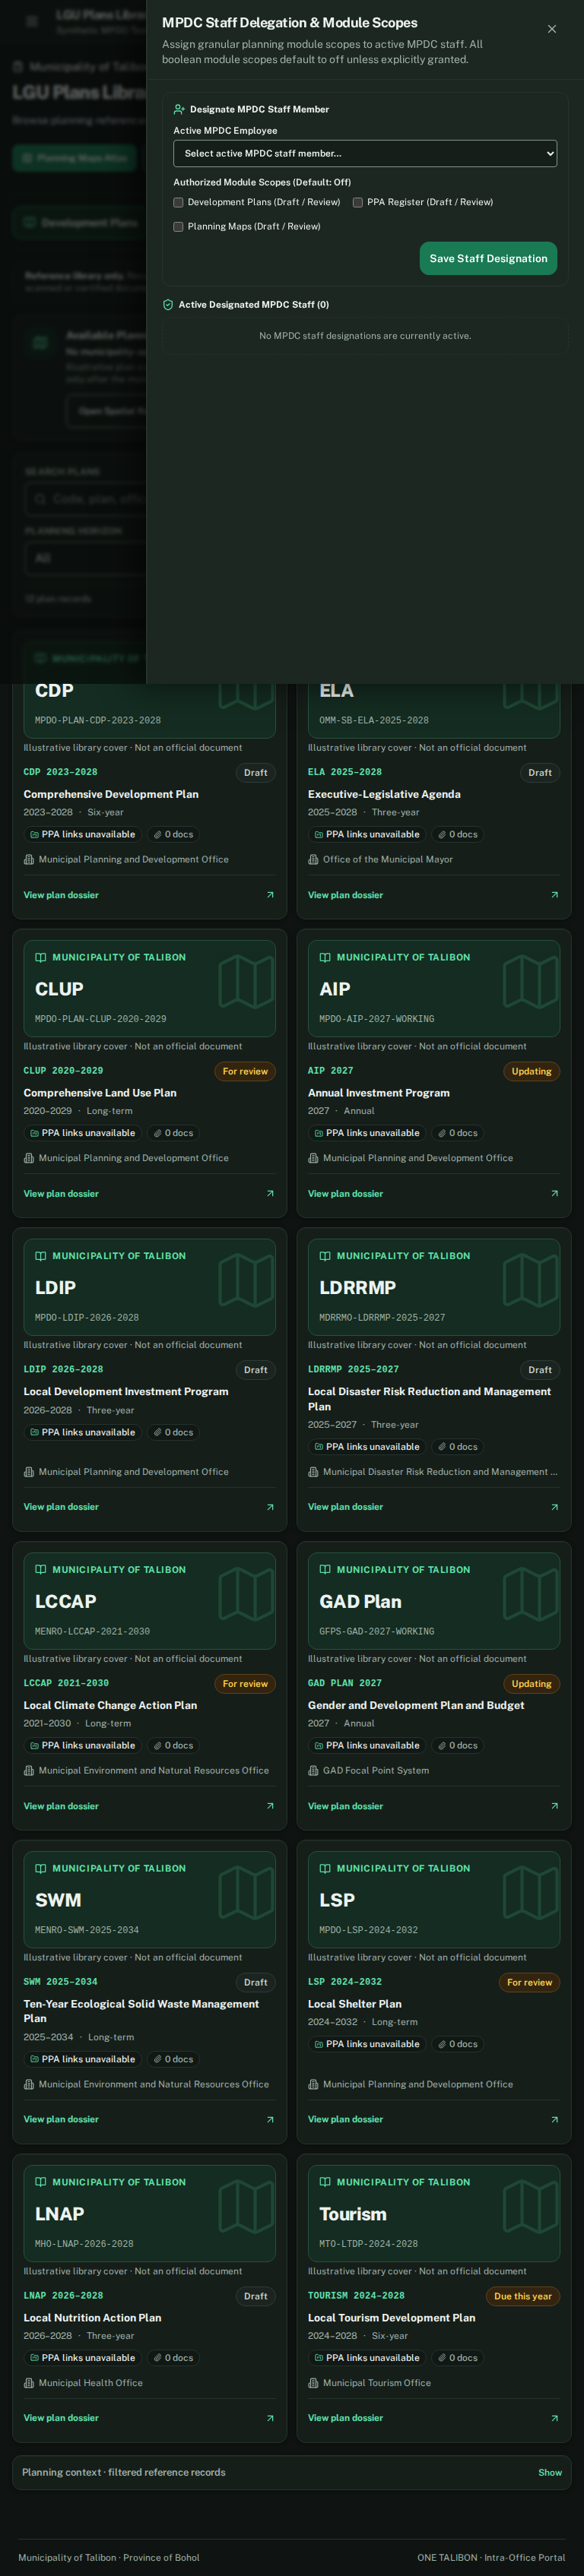 MPDC Staff Delegation & Module Scopes
Assign granular planning module scopes to active MPDC staff. All
boolean module scopes default to off unless explicitly granted.
Designate MPDC Staff Member
Active MPDC Employee
Select active MPDC staff member...
Authorized Module Scopes (Default: Off)
Development Plans (Draft / Review)
PPA Register (Draft / Review)
Planning Maps (Draft / Review)
Save Staff Designation
Active Designated MPDC Staff (0)
No MPDC staff designations are currently active.
LGU Plans Libra
Municipality of Talibo
LGU Plans Libra
Planning Maps Atlas
Development Plans
Reference library only.
SEARCH PLANS
PLANNING HORIZON
All
12 plan records
CDP
MPDO-PLAN-CDP-2023-2028
Illustrative library cover · Not an official document
CDP 2023–2028
Draft
Comprehensive Development Plan
2023–2028 · Six-year
PPA links unavailable
0 docs
Municipal Planning and Development Office
View plan dossier
ELA
OMM-SB-ELA-2025-2028
Illustrative library cover · Not an official document
ELA 2025–2028
Draft
Executive-Legislative Agenda
2025–2028 · Three-year
PPA links unavailable
0 docs
Office of the Municipal Mayor
View plan dossier
MUNICIPALITY OF TALIBON
CLUP
MPDO-PLAN-CLUP-2020-2029
Illustrative library cover · Not an official document
CLUP 2020–2029
For review
Comprehensive Land Use Plan
2020–2029 · Long-term
PPA links unavailable
0 docs
Municipal Planning and Development Office
View plan dossier
MUNICIPALITY OF TALIBON
AIP
MPDO-AIP-2027-WORKING
Illustrative library cover · Not an official document
AIP 2027
Updating
Annual Investment Program
2027 · Annual
PPA links unavailable
0 docs
Municipal Planning and Development Office
View plan dossier
MUNICIPALITY OF TALIBON
LDIP
MPDO-LDIP-2026-2028
Illustrative library cover · Not an official document
LDIP 2026–2028
Draft
Local Development Investment Program
2026–2028 · Three-year
PPA links unavailable
0 docs
Municipal Planning and Development Office
View plan dossier
MUNICIPALITY OF TALIBON
LDRRMP
MDRRMO-LDRRMP-2025-2027
Illustrative library cover · Not an official document
LDRRMP 2025–2027
Draft
Local Disaster Risk Reduction and Management
Plan
2025–2027 · Three-year
PPA links unavailable
0 docs
Municipal Disaster Risk Reduction and Management ...
View plan dossier
MUNICIPALITY OF TALIBON
LCCAP
MENRO-LCCAP-2021-2030
Illustrative library cover · Not an official document
LCCAP 2021–2030
For review
Local Climate Change Action Plan
2021–2030 · Long-term
PPA links unavailable
0 docs
Municipal Environment and Natural Resources Office
View plan dossier
MUNICIPALITY OF TALIBON
GAD Plan
GFPS-GAD-2027-WORKING
Illustrative library cover · Not an official document
GAD PLAN 2027
Updating
Gender and Development Plan and Budget
2027 · Annual
PPA links unavailable
0 docs
GAD Focal Point System
View plan dossier
MUNICIPALITY OF TALIBON
SWM
MENRO-SWM-2025-2034
Illustrative library cover · Not an official document
SWM 2025–2034
Draft
Ten-Year Ecological Solid Waste Management
Plan
2025–2034 · Long-term
PPA links unavailable
0 docs
Municipal Environment and Natural Resources Office
View plan dossier
MUNICIPALITY OF TALIBON
LSP
MPDO-LSP-2024-2032
Illustrative library cover · Not an official document
LSP 2024–2032
For review
Local Shelter Plan
2024–2032 · Long-term
PPA links unavailable
0 docs
Municipal Planning and Development Office
View plan dossier
MUNICIPALITY OF TALIBON
LNAP
MHO-LNAP-2026-2028
Illustrative library cover · Not an official document
LNAP 2026–2028
Draft
Local Nutrition Action Plan
2026–2028 · Three-year
PPA links unavailable
0 docs
Municipal Health Office
View plan dossier
MUNICIPALITY OF TALIBON
Tourism
MTO-LTDP-2024-2028
Illustrative library cover · Not an official document
TOURISM 2024–2028
Due this year
Local Tourism Development Plan
2024–2028 · Six-year
PPA links unavailable
0 docs
Municipal Tourism Office
View plan dossier
Planning context · filtered reference records
Show
Municipality of Talibon · Province of Bohol
ONE TALIBON · Intra-Office Portal